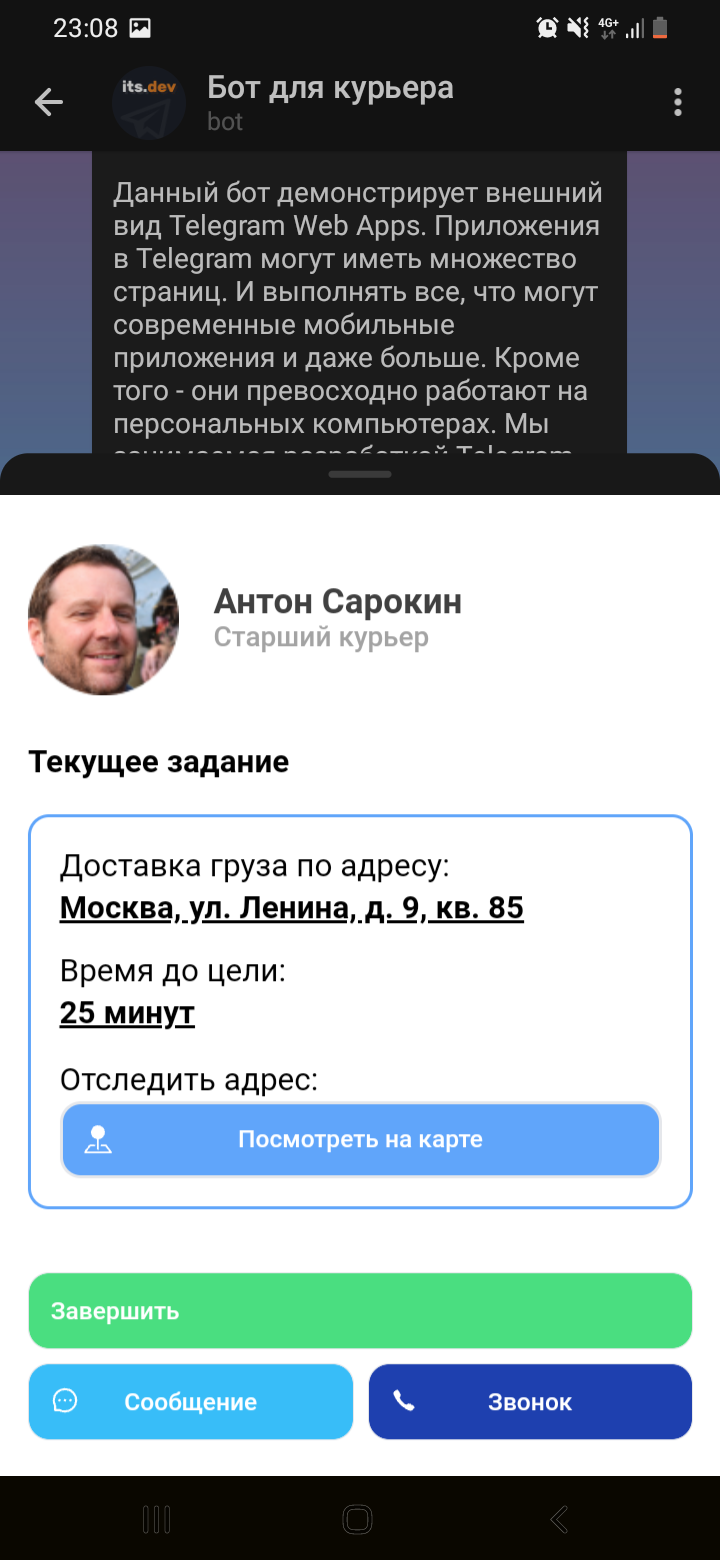 23:08
4G+
its.dev
Бот для курьера
bot
Данный бот демонстрирует внешний
вид Telegram Web Apps. Приложения
в Telegram могут иметь множество
страниц. И выполнять все, что могут
современные мобильные
приложения и даже больше. Кроме
того - они превосходно работают на
персональных компьютерах. Мы
занимаемся разработкой Telegram
Антон Сарокин
Старший курьер
Текущее задание
Доставка груза по адресу:
Москва, ул. Ленина, д. 9, кв. 85
Время до цели:
25 минут
Отследить адрес:
Посмотреть на карте
Завершить
Сообщение
Звонок